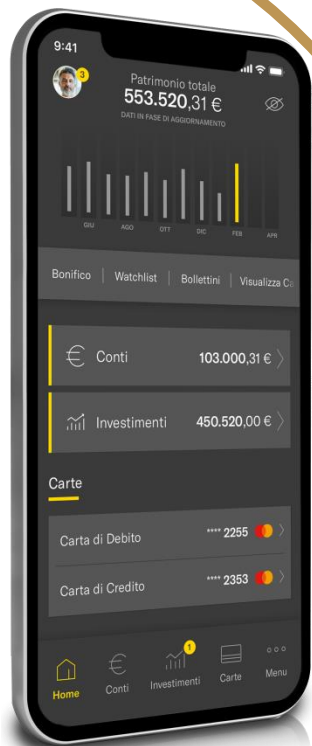 9:41
3
Patrimonio totale
553.520,31 €
DATI IN FASE DI AGGIORNAMENTO
GIU AGO OTT DIC FEB APR
Bonifico | Watchlist | Bollettini | Visualizza Ca
€ Conti 103.000,31 €
Investimenti 450.520,00 €
Carte
Carta di Debito **** 2255
Carta di Credito **** 2353
1
Home Conti Investimenti Carte Menu